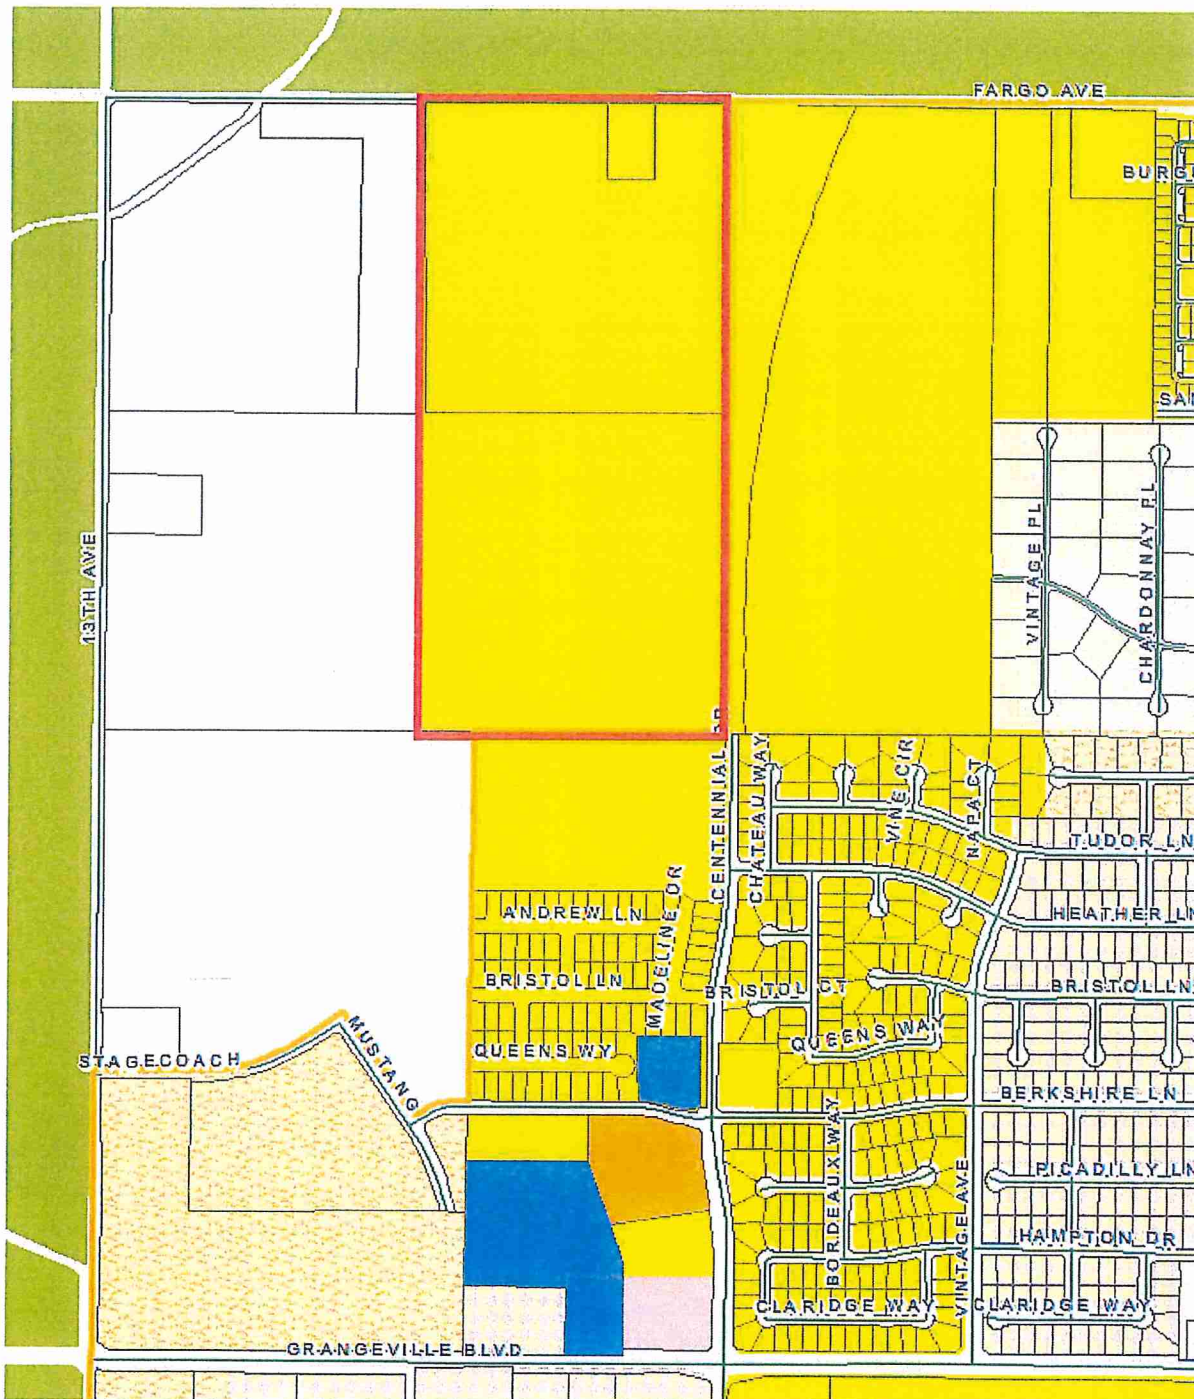 FARGO AVE
BURG
SAN
13TH AVE
VINTAGE PL
CHARDONNAY PL
CENTENNIAL DR
CHATEAU WAY
VINE CIR
NAPA CT
TUDOR LN
ANDREW LN
MADELINE DR
HEATHER LN
BRISTOL LN
BRISTOL CT
BRISTOL LN
QUEENS WAY
STAGECOACH
MUSTANG
QUEENS WY
BERKSHIRE LN
BORDEAUX WAY
PICADILLY LN
VINTAGE AVE
HAMPTON DR
CLARIDGE WAY
CLARIDGE WAY
GRANGEVILLE BLVD